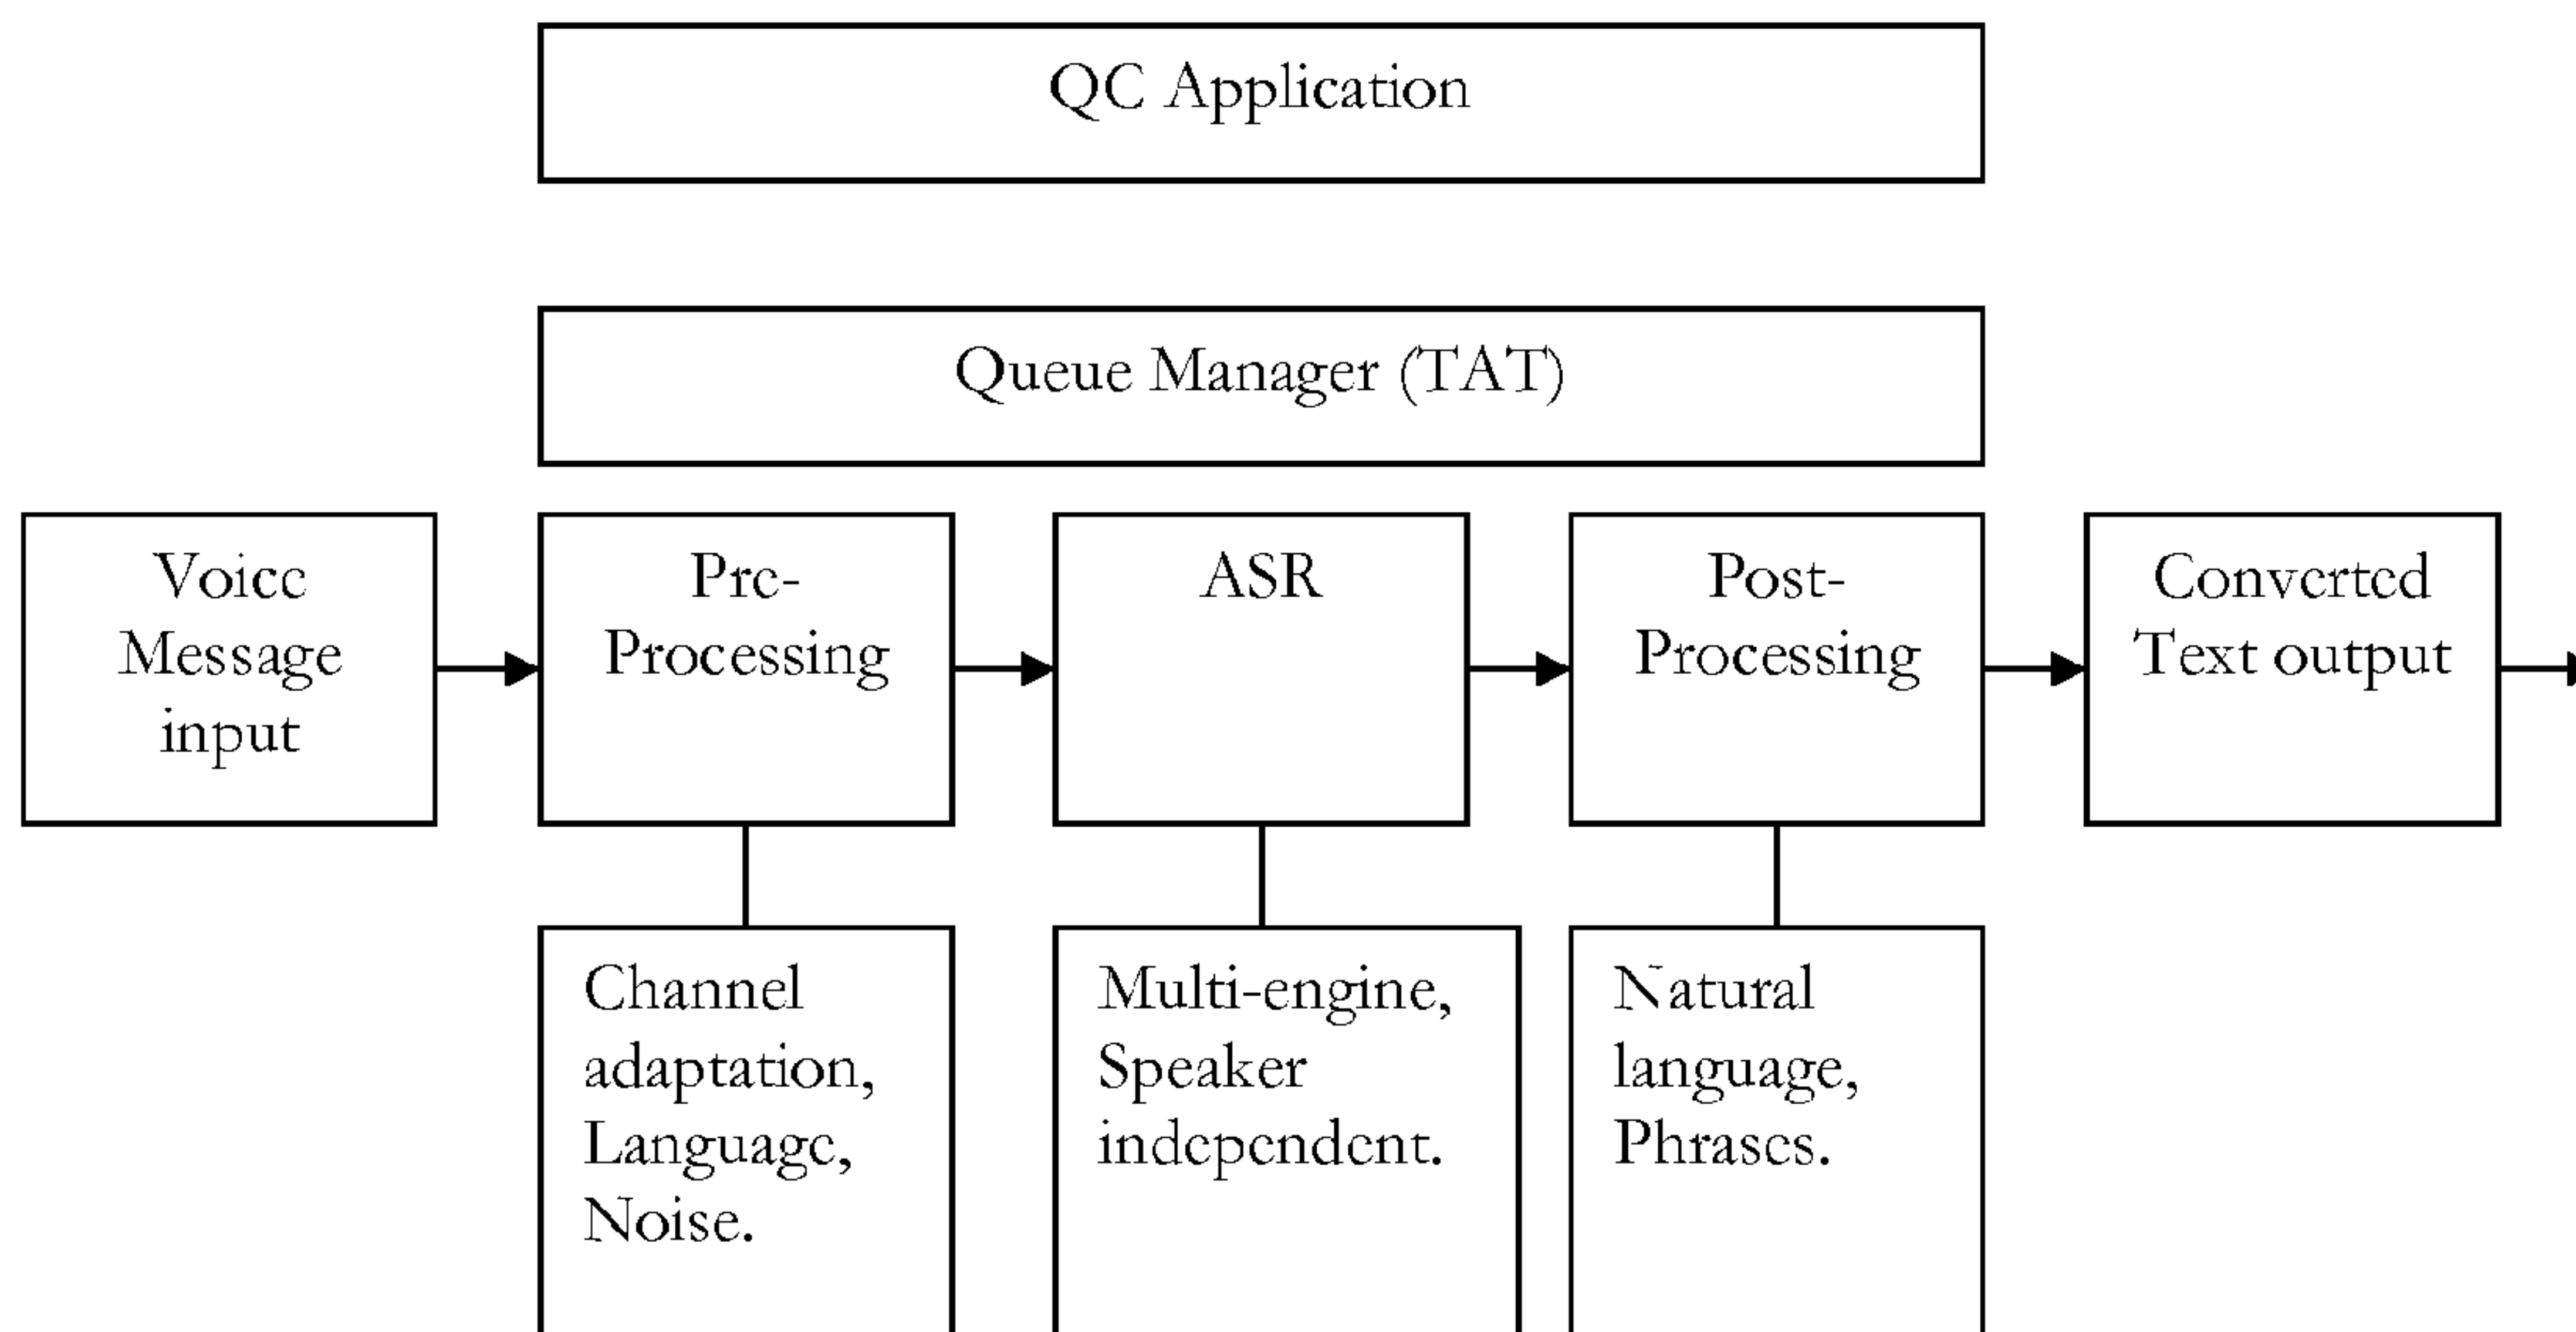 QC Application
Queue Manager (TAT)
Voice
Message
input
Pre-
Processing
ASR
Post-
Processing
Converted
Text output
Channel
adaptation,
Language,
Noise.
Multi-engine,
Speaker
independent.
Natural
language,
Phrases.